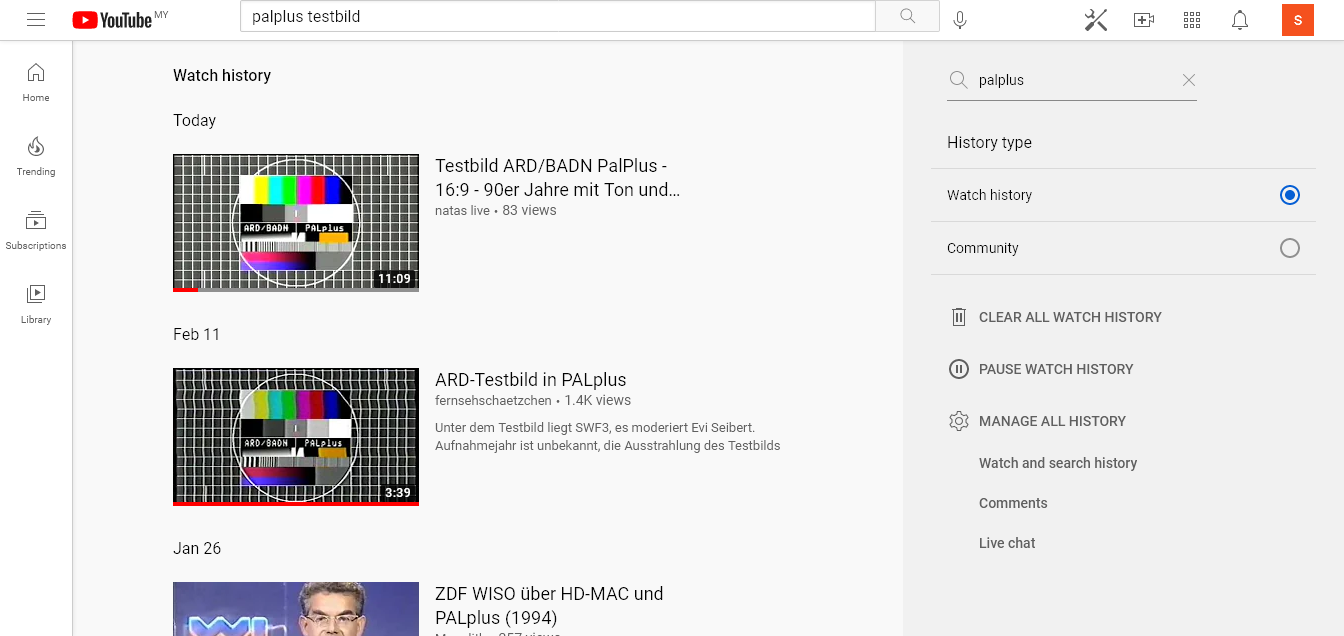 YouTube MY
palplus testbild
S
Home
Trending
Subscriptions
Library
Watch history
Today
ARD/BADN PALplus
11:09
Testbild ARD/BADN PalPlus -
16:9 - 90er Jahre mit Ton und...
natas live • 83 views
Feb 11
ARD/BADN PALplus
3:39
ARD-Testbild in PALplus
fernsehschaetzchen • 1.4K views
Unter dem Testbild liegt SWF3, es moderiert Evi Seibert.
Aufnahmejahr ist unbekannt, die Ausstrahlung des Testbilds
Jan 26
ZDF WISO über HD-MAC und
PALplus (1994)
palplus
History type
Watch history
Community
CLEAR ALL WATCH HISTORY
PAUSE WATCH HISTORY
MANAGE ALL HISTORY
Watch and search history
Comments
Live chat